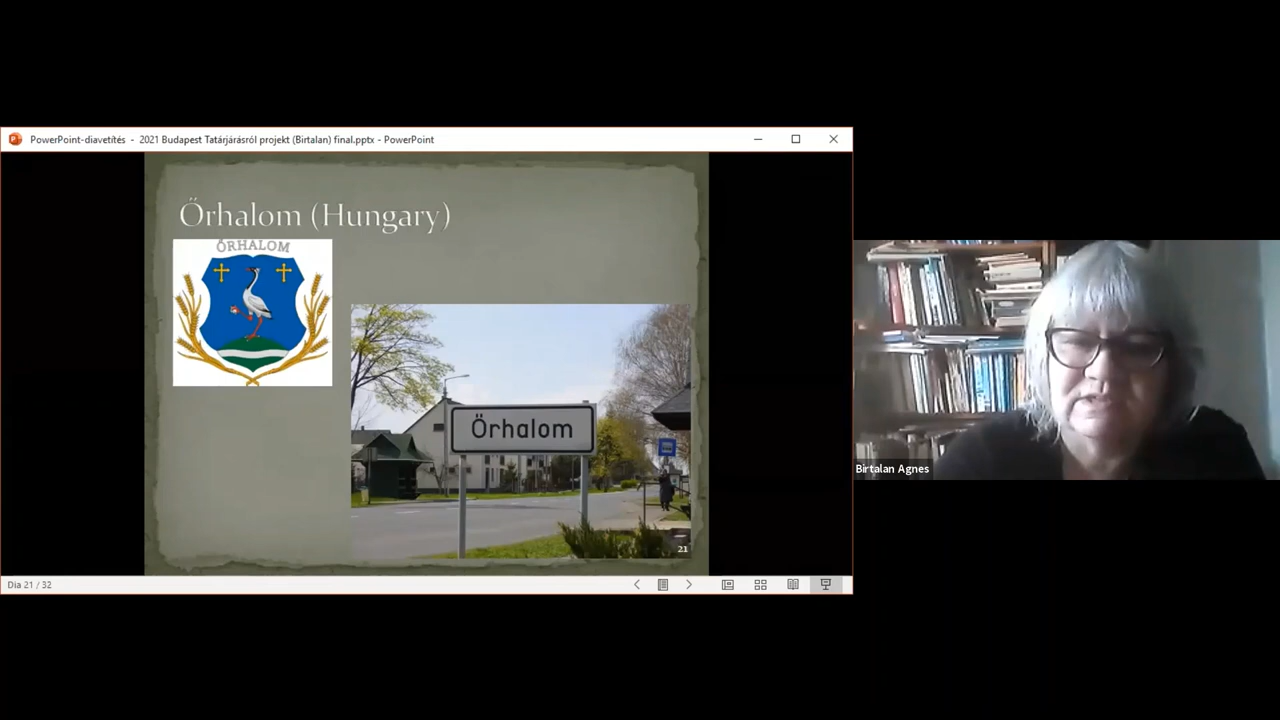 PowerPoint-diavetítés - 2021 Budapest Tatárjárásról projekt (Birtalan) final.pptx - PowerPoint
Őrhalom (Hungary)
ŐRHALOM
Őrhalom
21
Birtalan Agnes
Dia 21 / 32